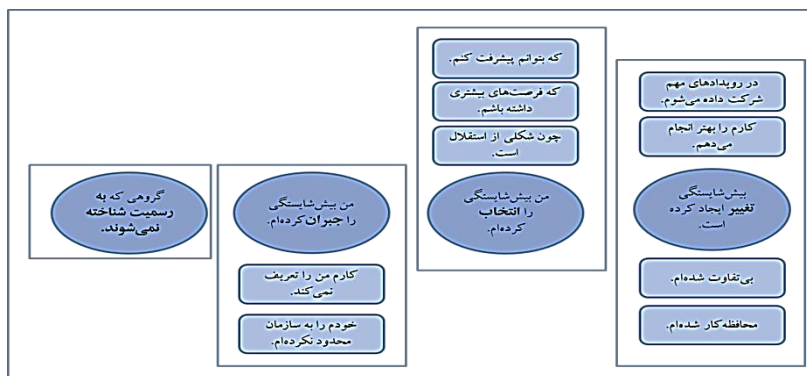 در رویدادهای مهم
شرکت داده می‌شوم.
کارم را بهتر انجام
می‌دهم.
بیش‌شایستگی
تغییر ایجاد کرده
است.
بی‌تفاوت شده‌ام.
محافظه‌کار شده‌ام.
که بتوانم پیشرفت کنم.
که فرصت‌های بیشتری
داشته باشم.
چون شکلی از استقلال
است.
من بیش‌شایستگی
را انتخاب
کرده‌ام.
من بیش‌شایستگی
را جبران کرده‌ام.
کارم من را تعریف
نمی‌کند.
خودم را به سازمان
محدود نکرده‌ام.
گروهی که به
رسمیت شناخته
نمی‌شوند.